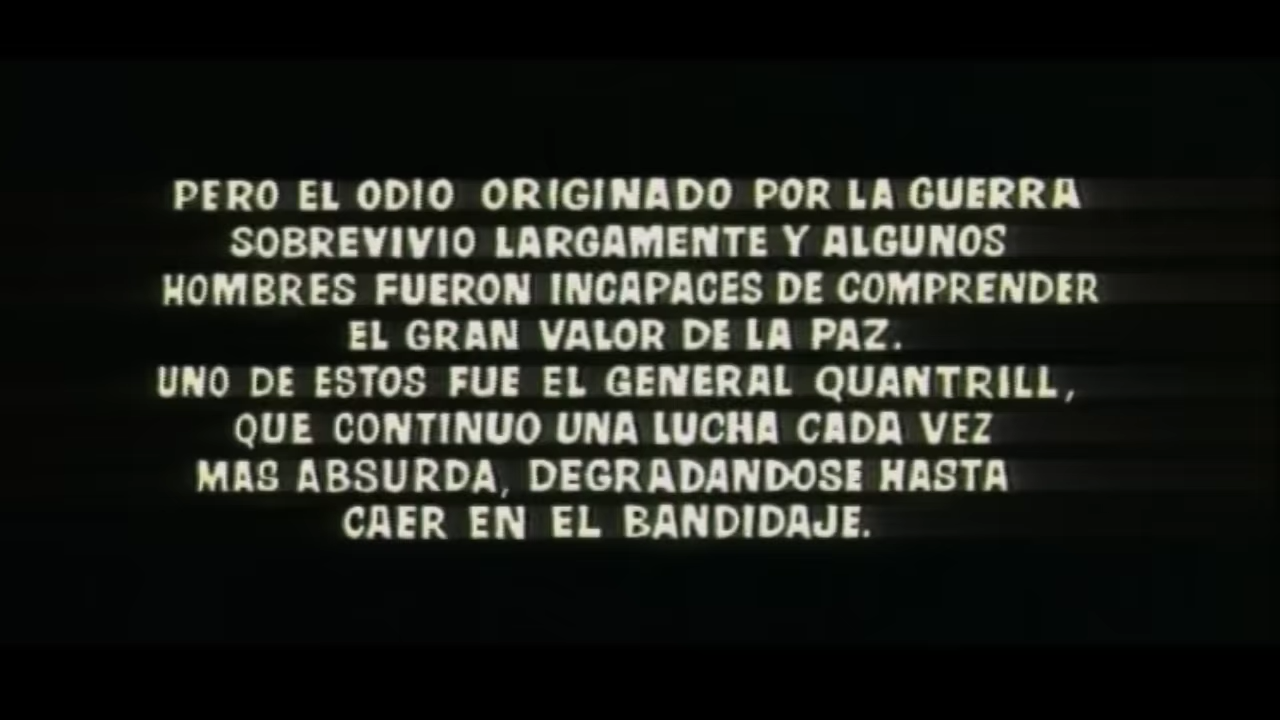 PERO EL ODIO ORIGINADO POR LA GUERRA
SOBREVIVIO LARGAMENTE Y ALGUNOS
HOMBRES FUERON INCAPACES DE COMPRENDER
EL GRAN VALOR DE LA PAZ.
UNO DE ESTOS FUE EL GENERAL QUANTRILL,
QUE CONTINUO UNA LUCHA CADA VEZ
MAS ABSURDA, DEGRADANDOSE HASTA
CAER EN EL BANDIDAJE.